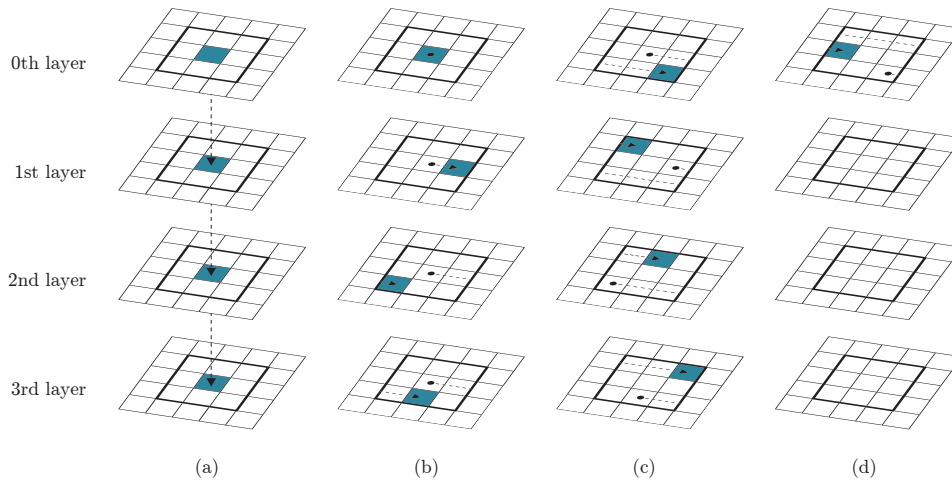 0th layer
1st layer
2nd layer
3rd layer
(a) (b) (c) (d)